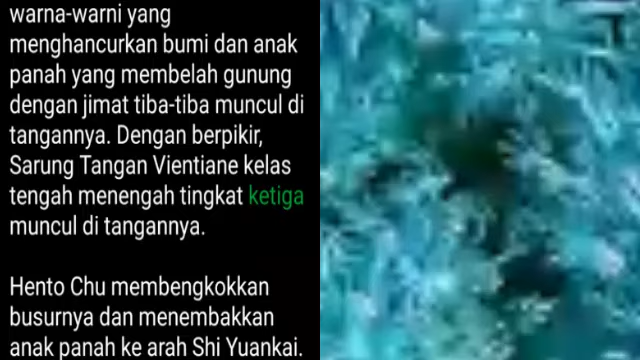 warna-warni yang
menghancurkan bumi dan anak
panah yang membelah gunung
dengan jimat tiba-tiba muncul di
tangannya. Dengan berpikir,
Sarung Tangan Vientiane kelas
tengah menengah tingkat ketiga
muncul di tangannya.
Hento Chu membengkokkan
busurnya dan menembakkan
anak panah ke arah Shi Yuankai.